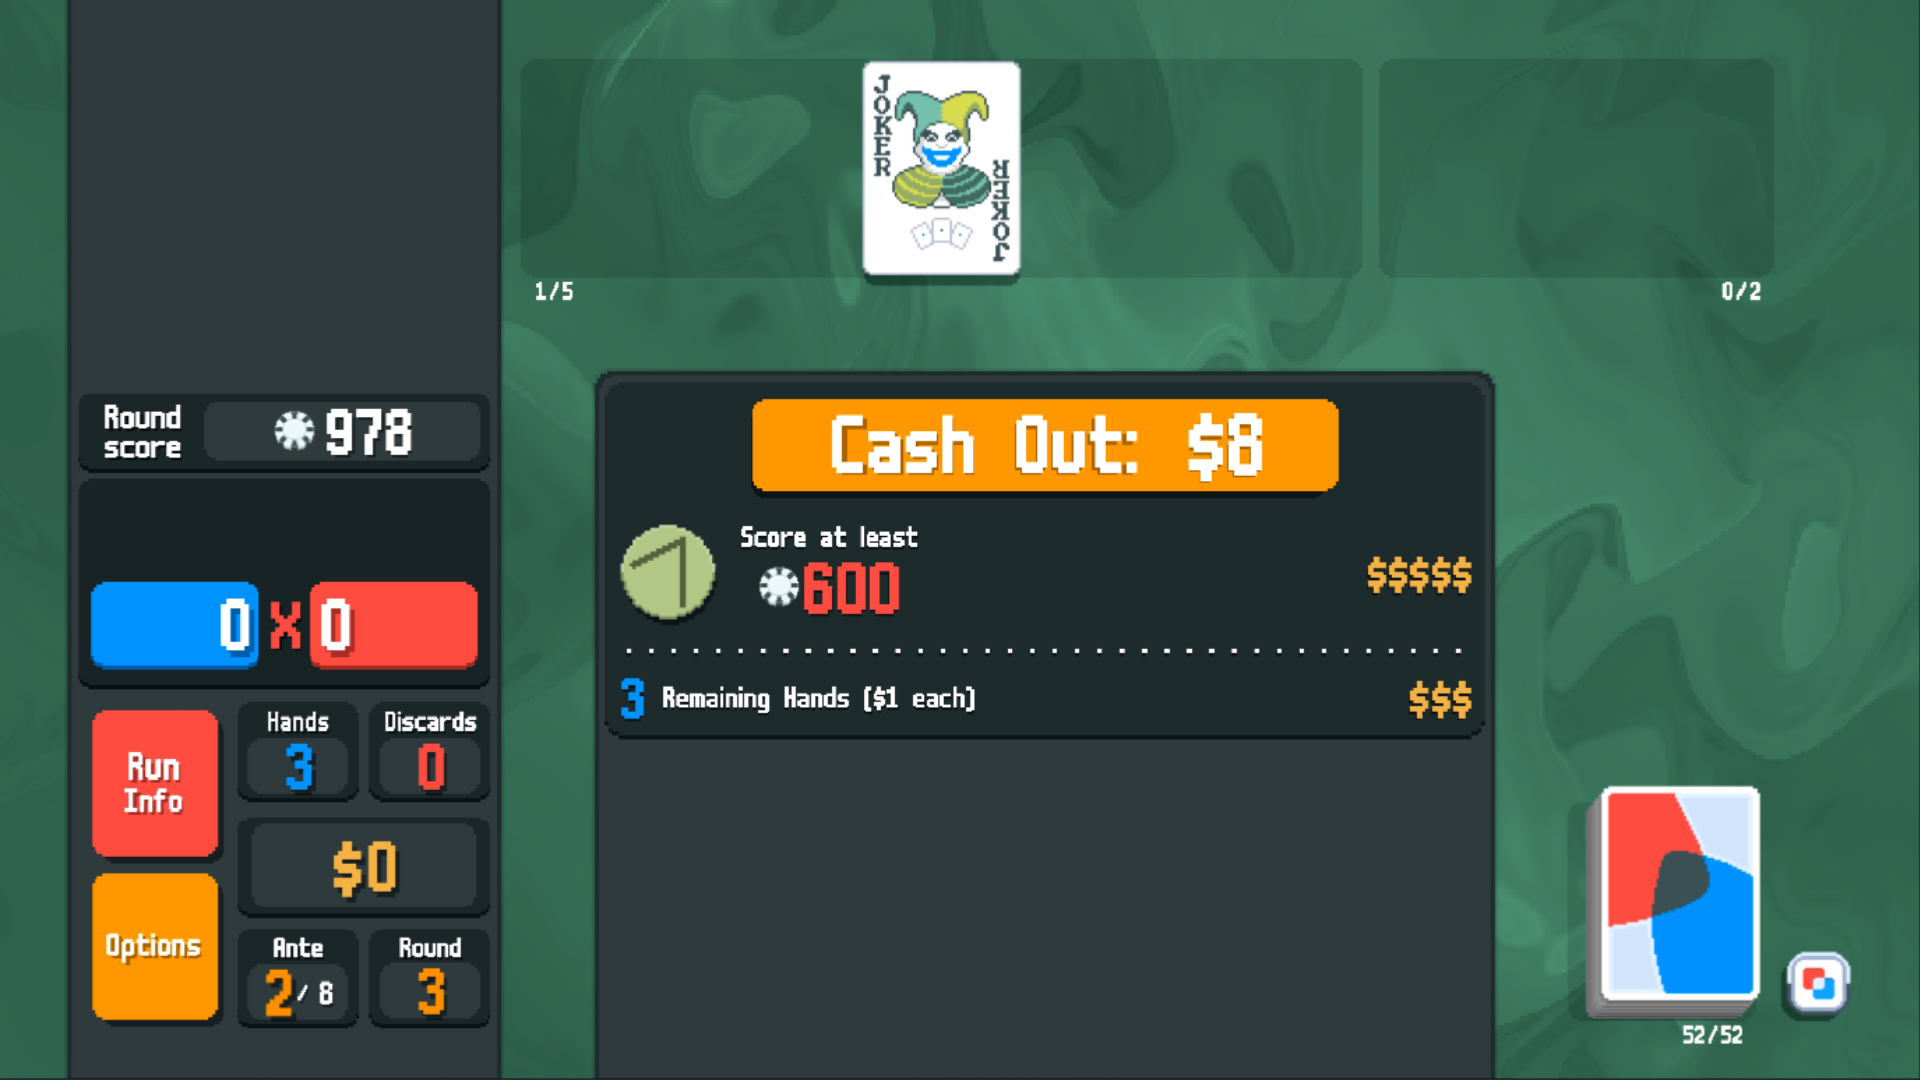 JOKER
JOKER
1/5
0/2
Round
score
978
Cash Out: $8
Score at least
600
$$$$$
0 X 0
3 Remaining Hands ($1 each)
$$$
Run
Info
Hands
3
Discards
0
$0
Options
Ante
2/ 8
Round
3
52/52